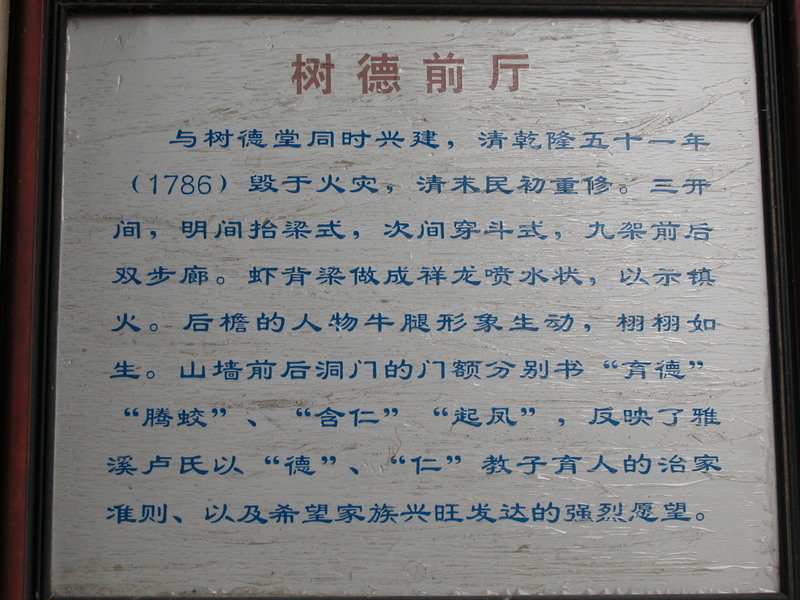 树德前厅
与树德堂同时兴建，清乾隆五十一年
（1786）毁于火灾，清末民初重修。三开
间，明间抬梁式，次间穿斗式，九架前后
双步廊。虾背梁做成祥龙喷水状，以示镇
火。后檐的人物牛腿形象生动，栩栩如
生。山墙前后洞门的门额分别书“育德”
“腾蛟”、“含仁”“起凤”，反映了雅
溪卢氏以“德”、“仁”教子育人的治家
准则、以及希望家族兴旺发达的强烈愿望。